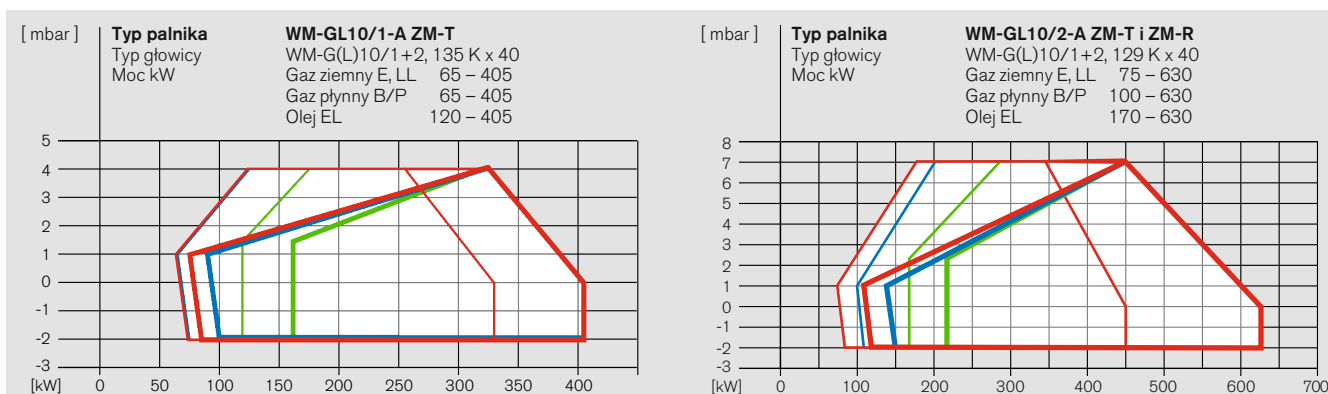 [ mbar ] Typ palnika WM-GL10/1-A ZM-T
Typ głowicy WM-G(L)10/1+2, 135 K x 40
Moc kW Gaz ziemny E, LL 65 – 405
Gaz płynny B/P 65 – 405
Olej EL 120 – 405
5
4
3
2
1
0
-1
-2
-3
[kW] 0 50 100 150 200 250 300 350 400
[ mbar ] Typ palnika WM-GL10/2-A ZM-T i ZM-R
Typ głowicy WM-G(L)10/1+2, 129 K x 40
Moc kW Gaz ziemny E, LL 75 – 630
Gaz płynny B/P 100 – 630
Olej EL 170 – 630
8
7
6
5
4
3
2
1
0
-1
-2
-3
[kW] 0 100 200 300 400 500 600 700